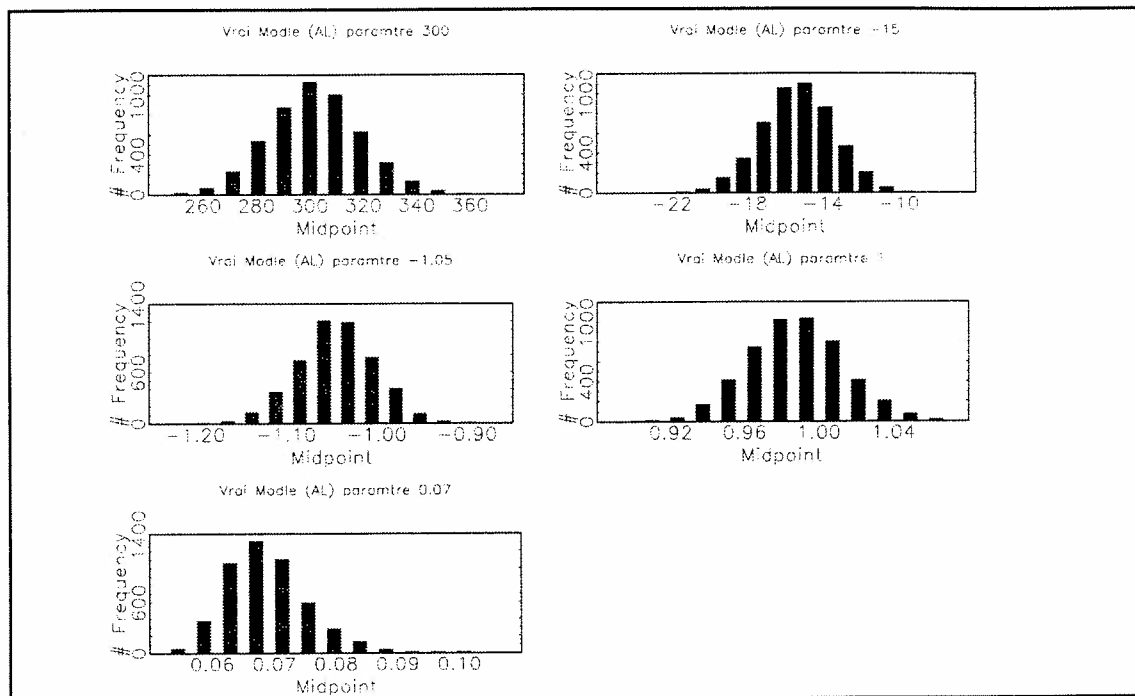 Vrai Modle (AL) paramtre 300
# Frequency
0 400 1000
260 280 300 320 340 360
Midpoint
Vrai Modle (AL) paramtre -15
# Frequency
0 400 1000
-22 -18 -14 -10
Midpoint
Vrai Modle (AL) paramtre -1.05
# Frequency
0 600 1400
-1.20 -1.10 -1.00 -0.90
Midpoint
Vrai Modle (AL) paramtre 1
# Frequency
0 400 1000
0.92 0.96 1.00 1.04
Midpoint
Vrai Modle (AL) paramtre 0.07
# Frequency
0 600 1400
0.06 0.07 0.08 0.09 0.10
Midpoint